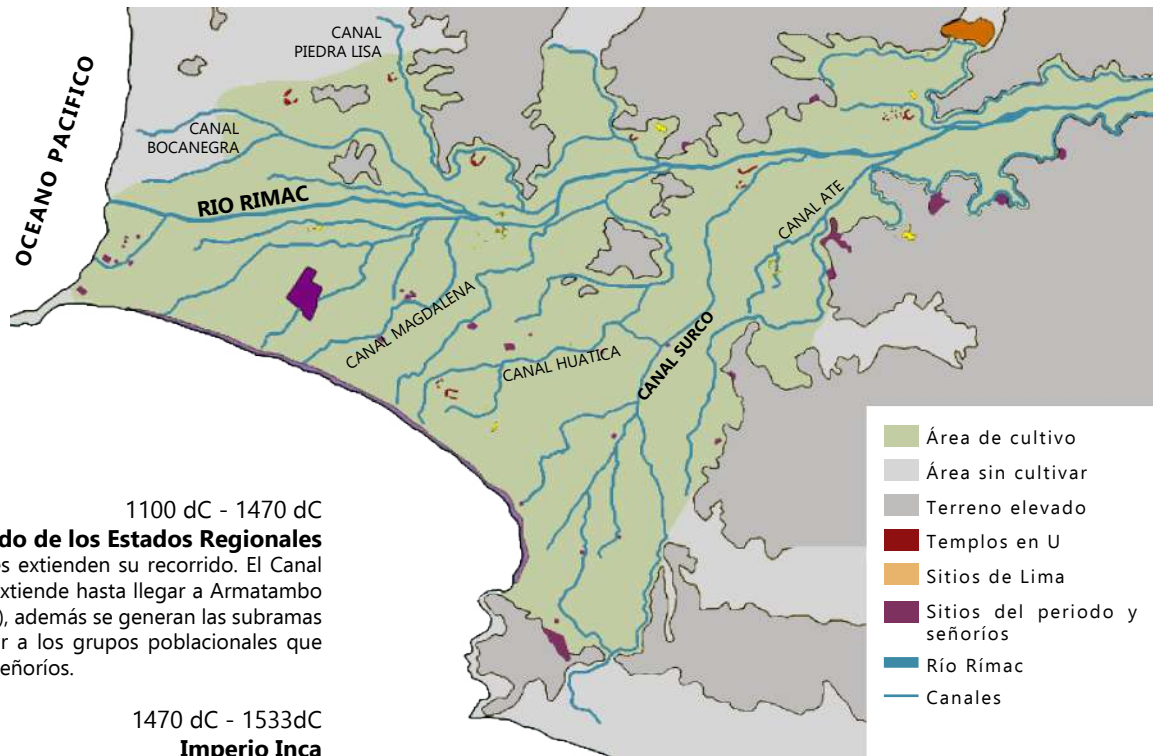 CANAL
PIEDRA LISA
OCEANO PACIFICO
CANAL
BOCANEGRA
RIO RIMAC
CANAL ATE
CANAL MAGDALENA
CANAL HUATICA
CANAL SURCO
1100 dC - 1470 dC
do de los Estados Regionales
es extienden su recorrido. El Canal
xtiende hasta llegar a Armatambo
), además se generan las subramas
r a los grupos poblacionales que
eñoríos.
1470 dC - 1533dC
Imperio Inca
Área de cultivo
Área sin cultivar
Terreno elevado
Templos en U
Sitios de Lima
Sitios del periodo y
señoríos
Río Rímac
Canales